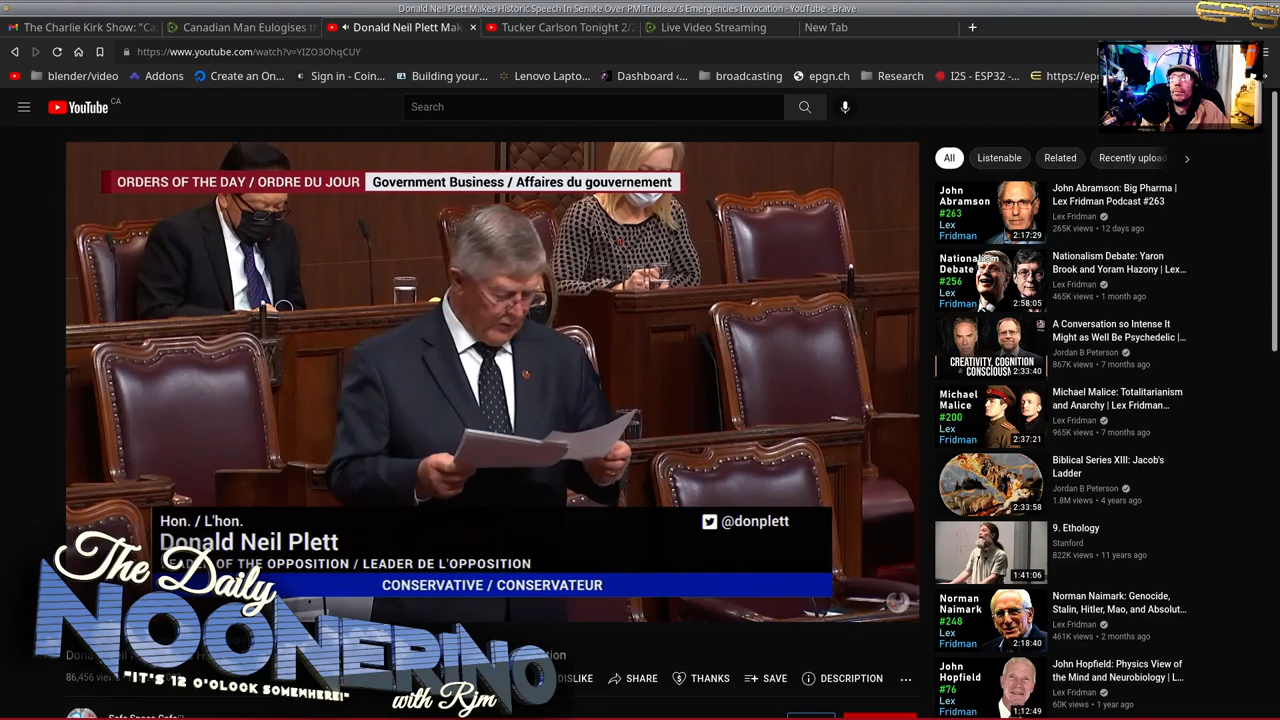 Donald Neil Plett Makes Historic Speech In Senate Over PM Trudeau's Emergencies Invocation - YouTube - Brave
The Charlie Kirk Show: "Ca
Canadian Man Eulogises t
Donald Neil Plett Mak
Tucker Carlson Tonight 2/
Live Video Streaming
New Tab
https://www.youtube.com/watch?v=YIZO3OhqCUY
blender/video
Addons
Create an On...
Sign in - Coin...
Building your...
Lenovo Lapto...
Dashboard ‹...
broadcasting
epgn.ch
Research
I2S - ESP32 -...
YouTube CA
Search
ORDERS OF THE DAY / ORDRE DU JOUR
Government Business / Affaires du gouvernement
Hon. / L'hon.
@donplett
Donald Neil Plett
OF THE OPPOSITION / LEADER DE L'OPPOSITION
CONSERVATIVE / CONSERVATEUR
The Daily
NOONERINO
"IT'S 12 O'CLOCK SOMEWHERE!"
with Rjm
86,456
DISLIKE
SHARE
THANKS
SAVE
DESCRIPTION
All
Listenable
Related
Recently upload
John
Abramson
#263
Lex
Fridman
2:17:29
John Abramson: Big Pharma |
Lex Fridman Podcast #263
Lex Fridman
265K views • 12 days ago
Nationalism
Debate
#256
Lex
Fridman
2:58:05
Nationalism Debate: Yaron
Brook and Yoram Hazony | Lex...
Lex Fridman
465K views • 1 month ago
CREATIVITY, COGNITION
2:33:40
A Conversation so Intense It
Might as Well Be Psychedelic |...
Jordan B Peterson
867K views • 7 months ago
Michael
Malice
#200
Lex
Fridman
2:37:21
Michael Malice: Totalitarianism
and Anarchy | Lex Fridman...
Lex Fridman
965K views • 7 months ago
2:33:58
Biblical Series XIII: Jacob's
Ladder
Jordan B Peterson
1.8M views • 4 years ago
1:41:06
9. Ethology
Stanford
822K views • 11 years ago
Norman
Naimark
#248
Lex
Fridman
2:18:40
Norman Naimark: Genocide,
Stalin, Hitler, Mao, and Absolut...
Lex Fridman
461K views • 2 months ago
John
Hopfield
#76
Lex
Fridman
1:12:49
John Hopfield: Physics View of
the Mind and Neurobiology | L...
Lex Fridman
60K views • 1 year ago